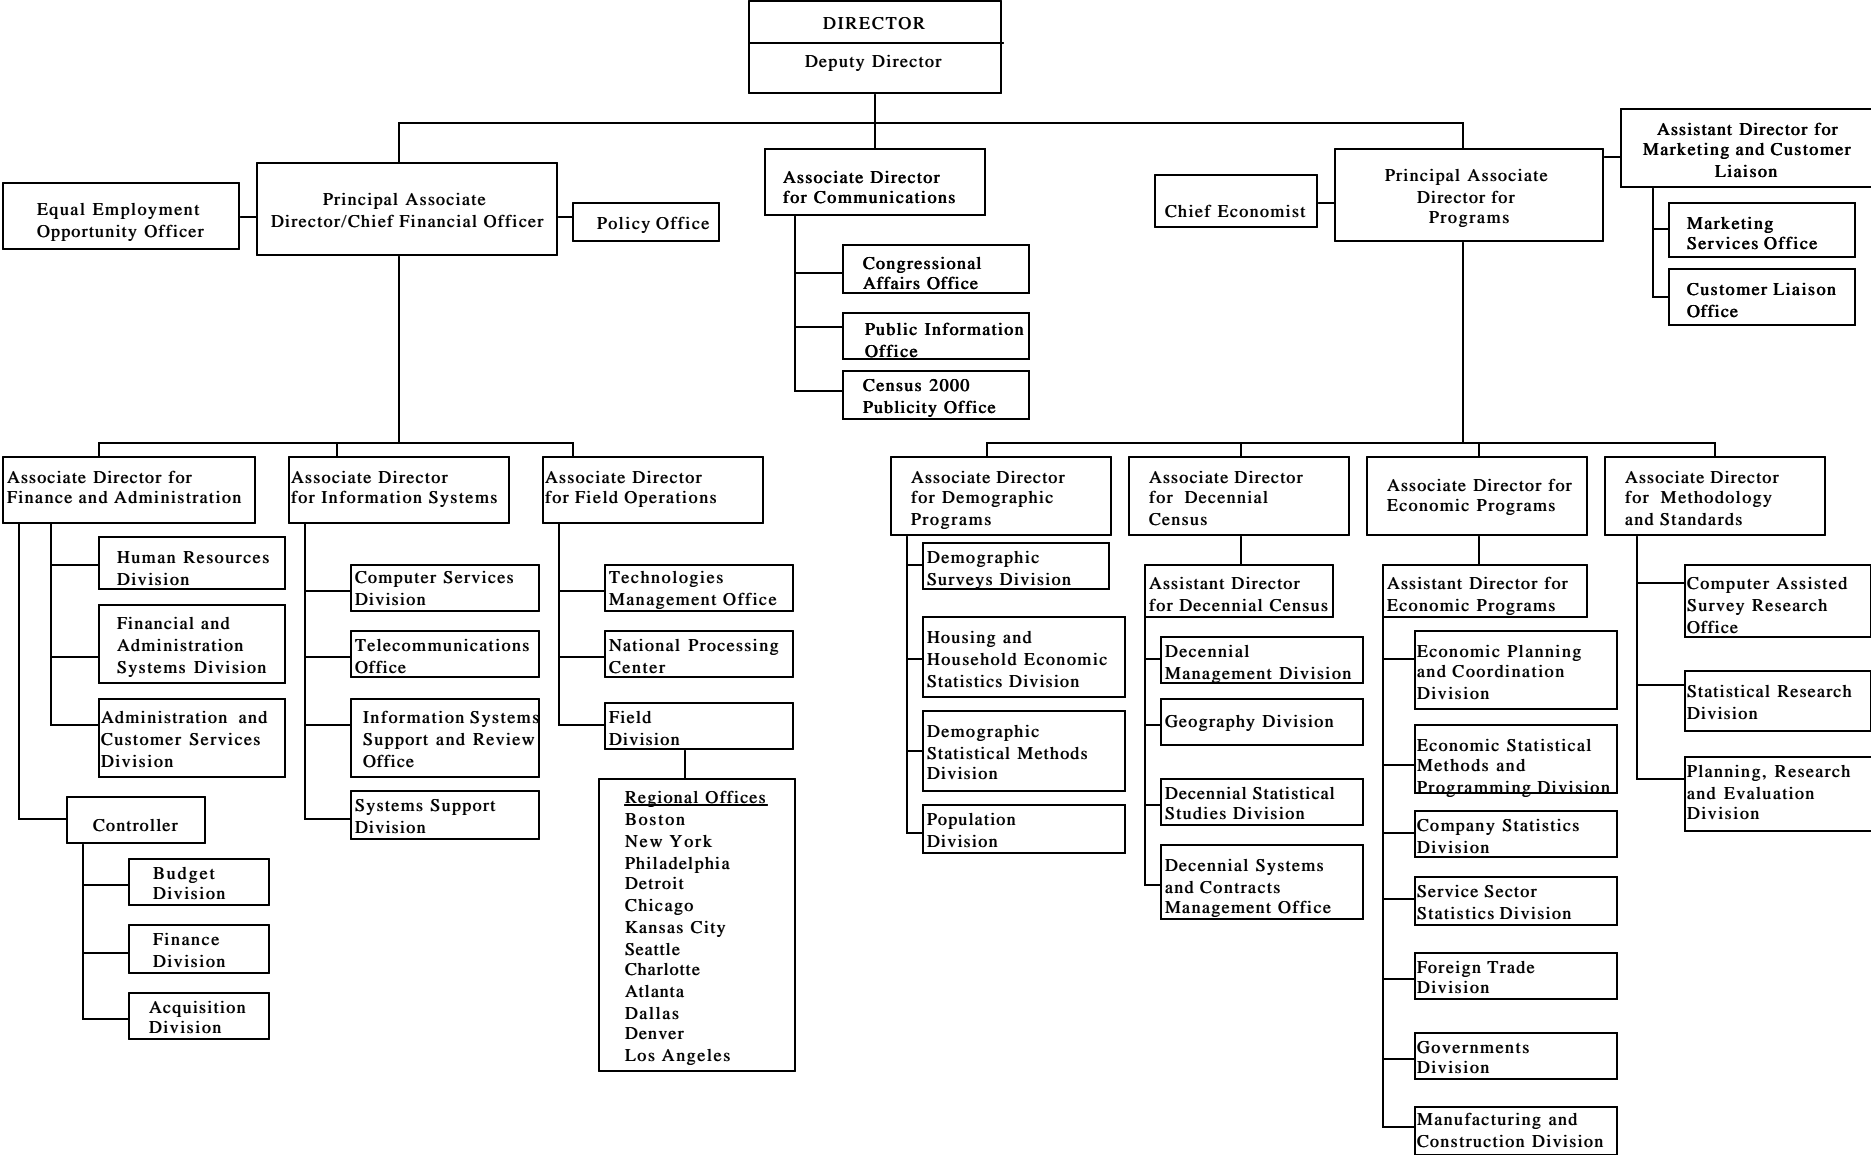 DIRECTOR
Deputy Director
Assistant Director for
Marketing and Customer
Liaison
Marketing
Services Office
Customer Liaison
Office
Equal Employment
Opportunity Officer
Principal Associate
Director/Chief Financial Officer
Policy Office
Associate Director
for Communications
Congressional
Affairs Office
Public Information
Office
Census 2000
Publicity Office
Chief Economist
Principal Associate
Director for
Programs
Associate Director for
Finance and Administration
Human Resources
Division
Financial and
Administration
Systems Division
Administration and
Customer Services
Division
Controller
Budget
Division
Finance
Division
Acquisition
Division
Associate Director
for Information Systems
Computer Services
Division
Telecommunications
Office
Information Systems
Support and Review
Office
Systems Support
Division
Associate Director
for Field Operations
Technologies
Management Office
National Processing
Center
Field
Division
Regional Offices
Boston
New York
Philadelphia
Detroit
Chicago
Kansas City
Seattle
Charlotte
Atlanta
Dallas
Denver
Los Angeles
Associate Director
for Demographic
Programs
Demographic
Surveys Division
Housing and
Household Economic
Statistics Division
Demographic
Statistical Methods
Division
Population
Division
Associate Director
for Decennial
Census
Assistant Director
for Decennial Census
Decennial
Management Division
Geography Division
Decennial Statistical
Studies Division
Decennial Systems
and Contracts
Management Office
Associate Director for
Economic Programs
Assistant Director for
Economic Programs
Economic Planning
and Coordination
Division
Economic Statistical
Methods and
Programming Division
Company Statistics
Division
Service Sector
Statistics Division
Foreign Trade
Division
Governments
Division
Manufacturing and
Construction Division
Associate Director
for Methodology
and Standards
Computer Assisted
Survey Research
Office
Statistical Research
Division
Planning, Research
and Evaluation
Division